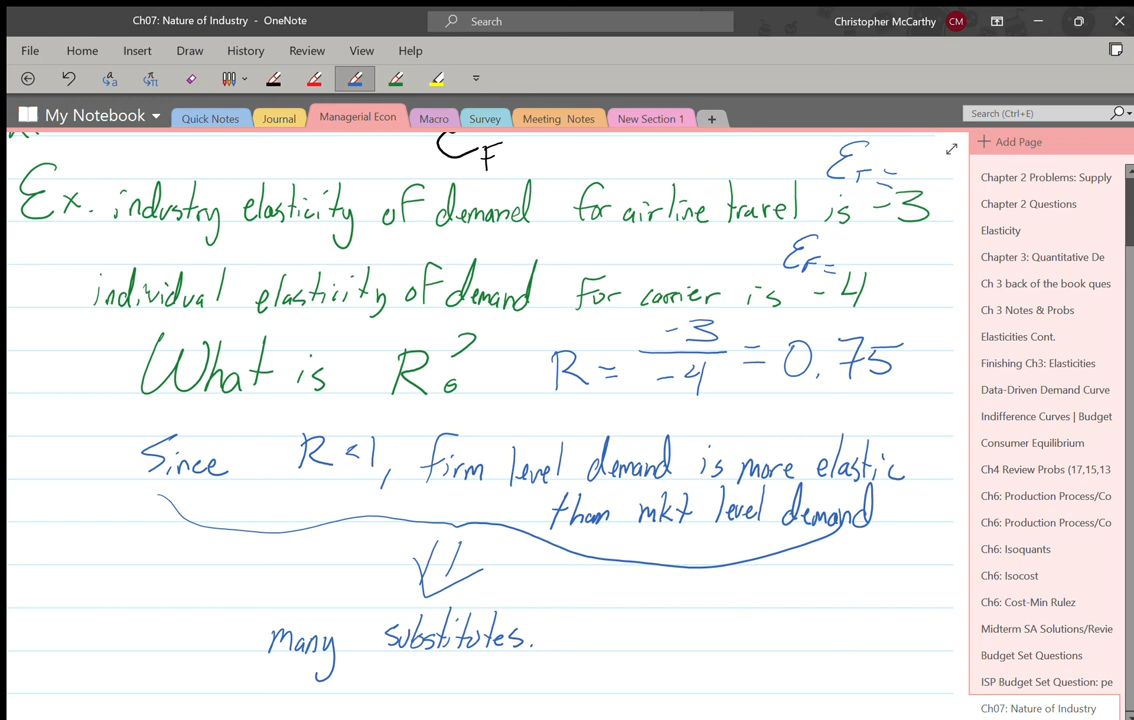 Ch07: Nature of Industry - OneNote
Search
Christopher McCarthy CM
File Home Insert Draw History Review View Help
My Notebook
Quick Notes Journal Managerial Econ Macro Survey Meeting Notes New Section 1
Search (Ctrl+E)
Add Page
F
ET =
Ex. industry elasticity of demand for airline travel is -3
EF =
individual elasticity of demand for carrier is -4
What is R? R = -3 / -4 = 0.75
Since R < 1, firm level demand is more elastic
than mkt level demand
many substitutes.
Chapter 2 Problems: Supply
Chapter 2 Questions
Elasticity
Chapter 3: Quantitative De
Ch 3 back of the book ques
Ch 3 Notes & Probs
Elasticities Cont.
Finishing Ch3: Elasticities
Data-Driven Demand Curve
Indifference Curves | Budget
Consumer Equilibrium
Ch4 Review Probs (17,15,13
Ch6: Production Process/Co
Ch6: Production Process/Co
Ch6: Isoquants
Ch6: Isocost
Ch6: Cost-Min Rulez
Midterm SA Solutions/Revie
Budget Set Questions
ISP Budget Set Question: pe
Ch07: Nature of Industry